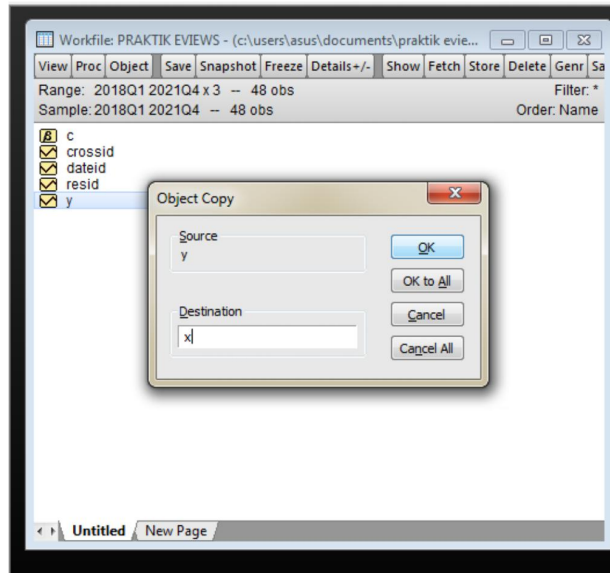 Workfile: PRAKTIK EVIEWS - (c:\users\asus\documents\praktik evie...
View Proc Object Save Snapshot Freeze Details+/- Show Fetch Store Delete Genr Sa
Range: 2018Q1 2021Q4 x 3 -- 48 obs Filter: *
Sample: 2018Q1 2021Q4 -- 48 obs Order: Name
β c
crossid
dateid
resid
y
Object Copy
Source
y
OK
OK to All
Destination
x
Cancel
Cancel All
Untitled New Page